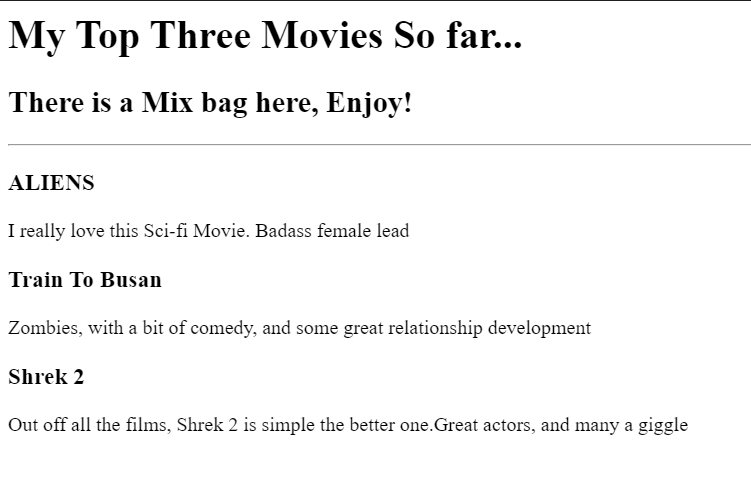 My Top Three Movies So far...
There is a Mix bag here, Enjoy!
ALIENS
I really love this Sci-fi Movie. Badass female lead
Train To Busan
Zombies, with a bit of comedy, and some great relationship development
Shrek 2
Out off all the films, Shrek 2 is simple the better one.Great actors, and many a giggle